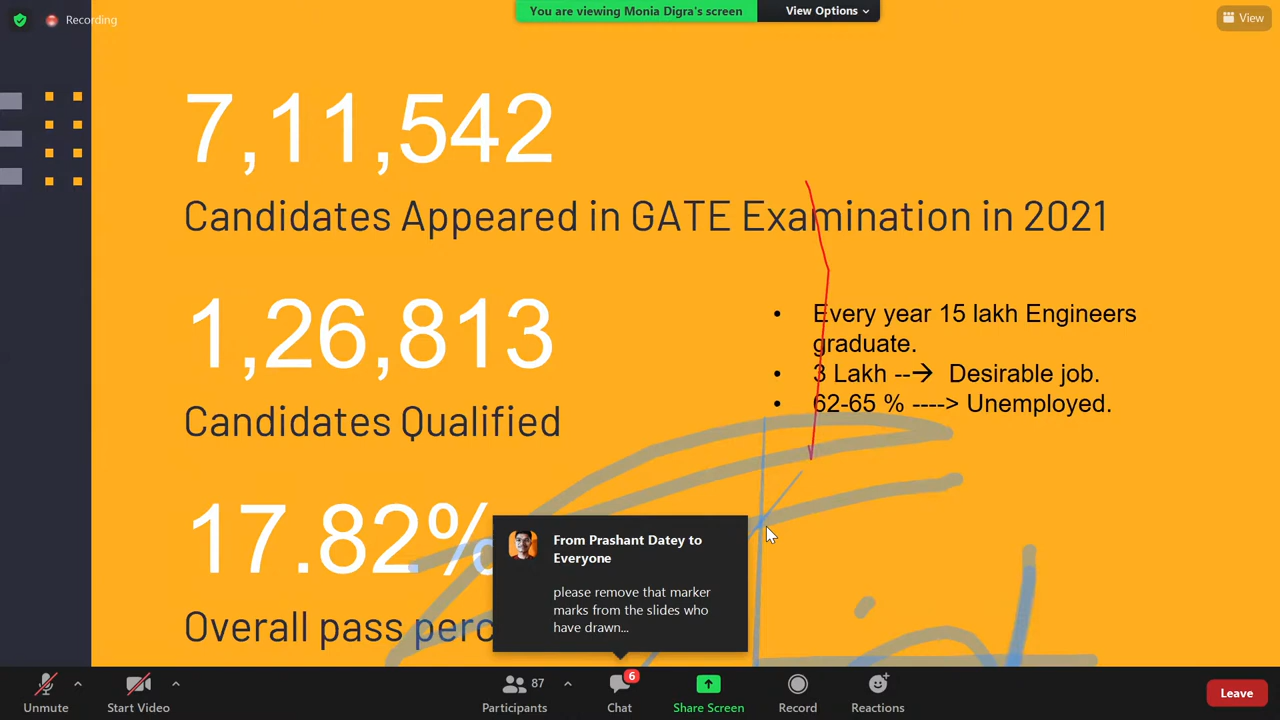 You are viewing Monia Digra's screen
View Options
Recording
View
7,11,542
Candidates Appeared in GATE Examination in 2021
1,26,813
Candidates Qualified
• Every year 15 lakh Engineers
graduate.
• 3 Lakh --→ Desirable job.
• 62-65 % ----> Unemployed.
17.82%
Overall pass perc
From Prashant Datey to
Everyone
please remove that marker
marks from the slides who
have drawn...
Unmute
Start Video
87
Participants
6
Chat
Share Screen
Record
Reactions
Leave